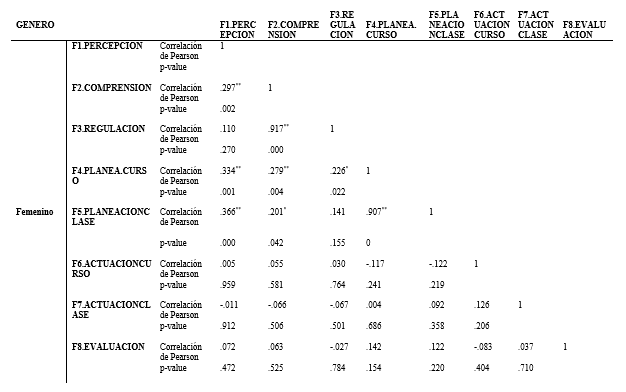 GENERO F1.PERC EPCION F2.COMPRE NSION F3.RE GULA CION F4.PLANEA. CURSO F5.PLA NEACIO NCLASE F6.ACT UACION CURSO F7.ACT UACION CLASE F8.EVALU ACION
F1.PERCEPCION Correlación 1
de Pearson
p-value
F2.COMPRENSION Correlación .297** 1
de Pearson
p-value .002
F3.REGULACION Correlación .110 .917** 1
de Pearson
p-value .270 .000
F4.PLANEA.CURS Correlación .334** .279** .226* 1
O de Pearson
p-value .001 .004 .022
Femenino F5.PLANEACIONC Correlación .366** .201* .141 .907** 1
LASE de Pearson
p-value .000 .042 .155 0
F6.ACTUACIONCU Correlación .005 .055 .030 -.117 -.122 1
RSO de Pearson
p-value .959 .581 .764 .241 .219
F7.ACTUACIONCL Correlación -.011 -.066 -.067 .004 .092 .126 1
ASE de Pearson
p-value .912 .506 .501 .686 .358 .206
F8.EVALUACION Correlación .072 .063 -.027 .142 .122 -.083 .037 1
de Pearson
p-value .472 .525 .784 .154 .220 .404 .710